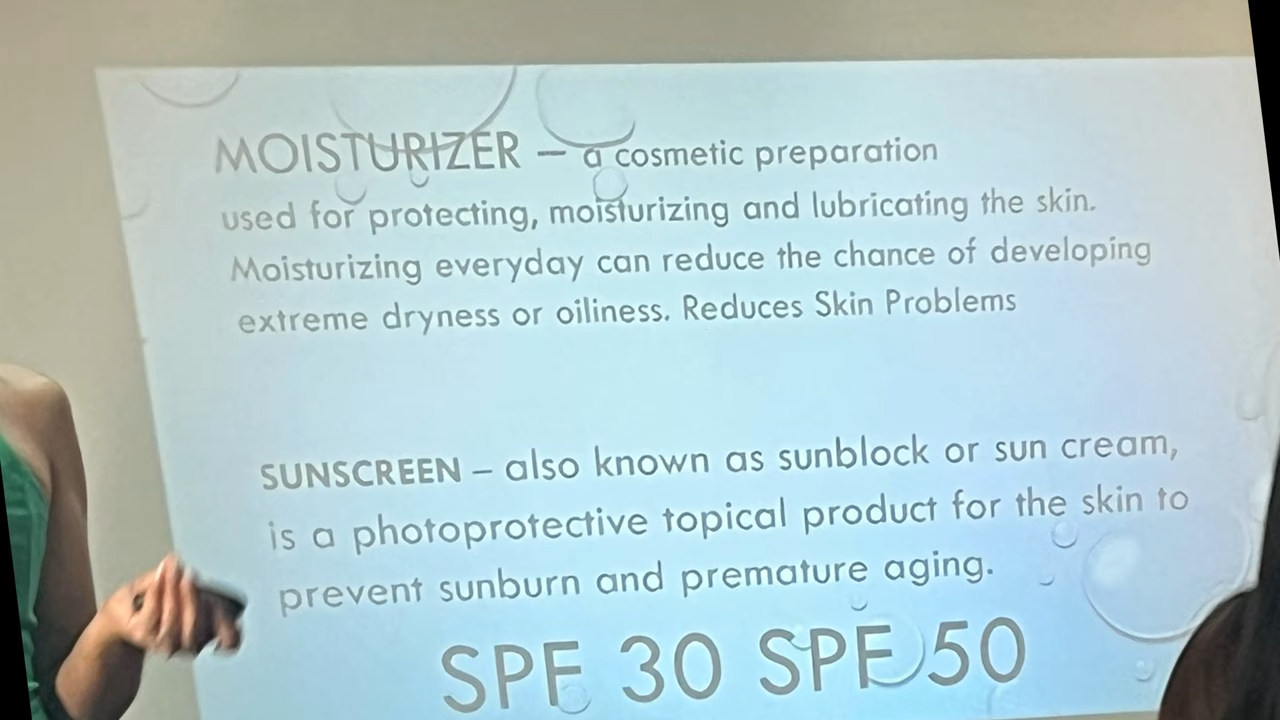 MOISTURIZER – a cosmetic preparation
used for protecting, moisturizing and lubricating the skin.
Moisturizing everyday can reduce the chance of developing
extreme dryness or oiliness. Reduces Skin Problems
SUNSCREEN – also known as sunblock or sun cream,
is a photoprotective topical product for the skin to
prevent sunburn and premature aging.
SPF 30 SPF 50